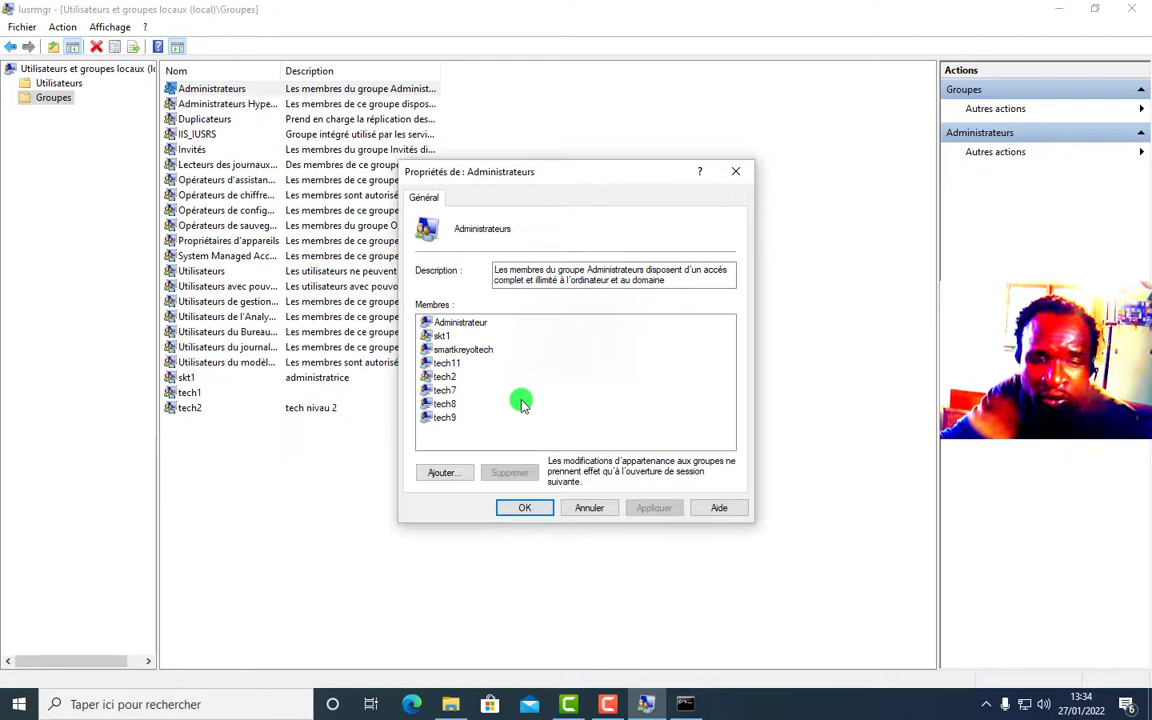 lusrmgr - [Utilisateurs et groupes locaux (local)\Groupes]
Fichier Action Affichage ?
Utilisateurs et groupes locaux (lo
Utilisateurs
Groupes
Nom Description
Administrateurs Les membres du groupe Administ...
Administrateurs Hype... Les membres de ce groupe dispos...
Duplicateurs Prend en charge la réplication des...
IIS_IUSRS Groupe intégré utilisé par les servi...
Invités Les membres du groupe Invités di...
Lecteurs des journaux... Des membres de ce groupe
Opérateurs d'assistan... Les membres de ce groupe
Opérateurs de chiffre... Les membres sont autorisé
Opérateurs de config... Les membres de ce groupe
Opérateurs de sauveg... Les membres du groupe O
Propriétaires d'appareils Les membres de ce groupe
System Managed Acc... Les membres de ce groupe
Utilisateurs Les utilisateurs ne peuvent
Utilisateurs avec pouv... Les utilisateurs avec pouvo
Utilisateurs de gestion... Les membres de ce groupe
Utilisateurs de l'Analy... Les membres de ce groupe
Utilisateurs du Bureau... Les membres de ce groupe
Utilisateurs du journal... Les membres de ce groupe
Utilisateurs du modèl... Les membres sont autorisé
skt1 administratrice
tech1
tech2 tech nivau 2
Propriétés de : Administrateurs ?
Général
Administrateurs
Description :
Les membres du groupe Administrateurs disposent d'un accès
complet et illimité à l'ordinateur et au domaine
Membres :
Administrateur
skt1
smartkreyoltech
tech11
tech2
tech7
tech8
tech9
Ajouter... Supprimer
Les modifications d'appartenance aux groupes ne
prennent effet qu'à l'ouverture de session
suivante.
OK Annuler Appliquer Aide
Actions
Groupes
Autres actions
Administrateurs
Autres actions
Taper ici pour rechercher
13:34
27/01/2022
6